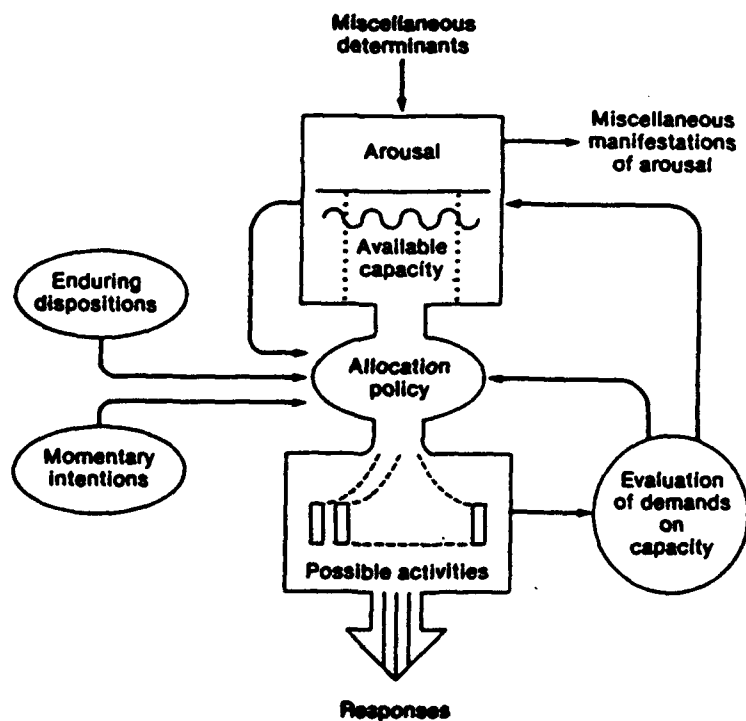 Miscellaneous
determinants
Arousal
Miscellaneous
manifestations
of arousal
Available
capacity
Enduring
dispositions
Allocation
policy
Momentary
intentions
Evaluation
of demands
on
capacity
Possible activities
Responses